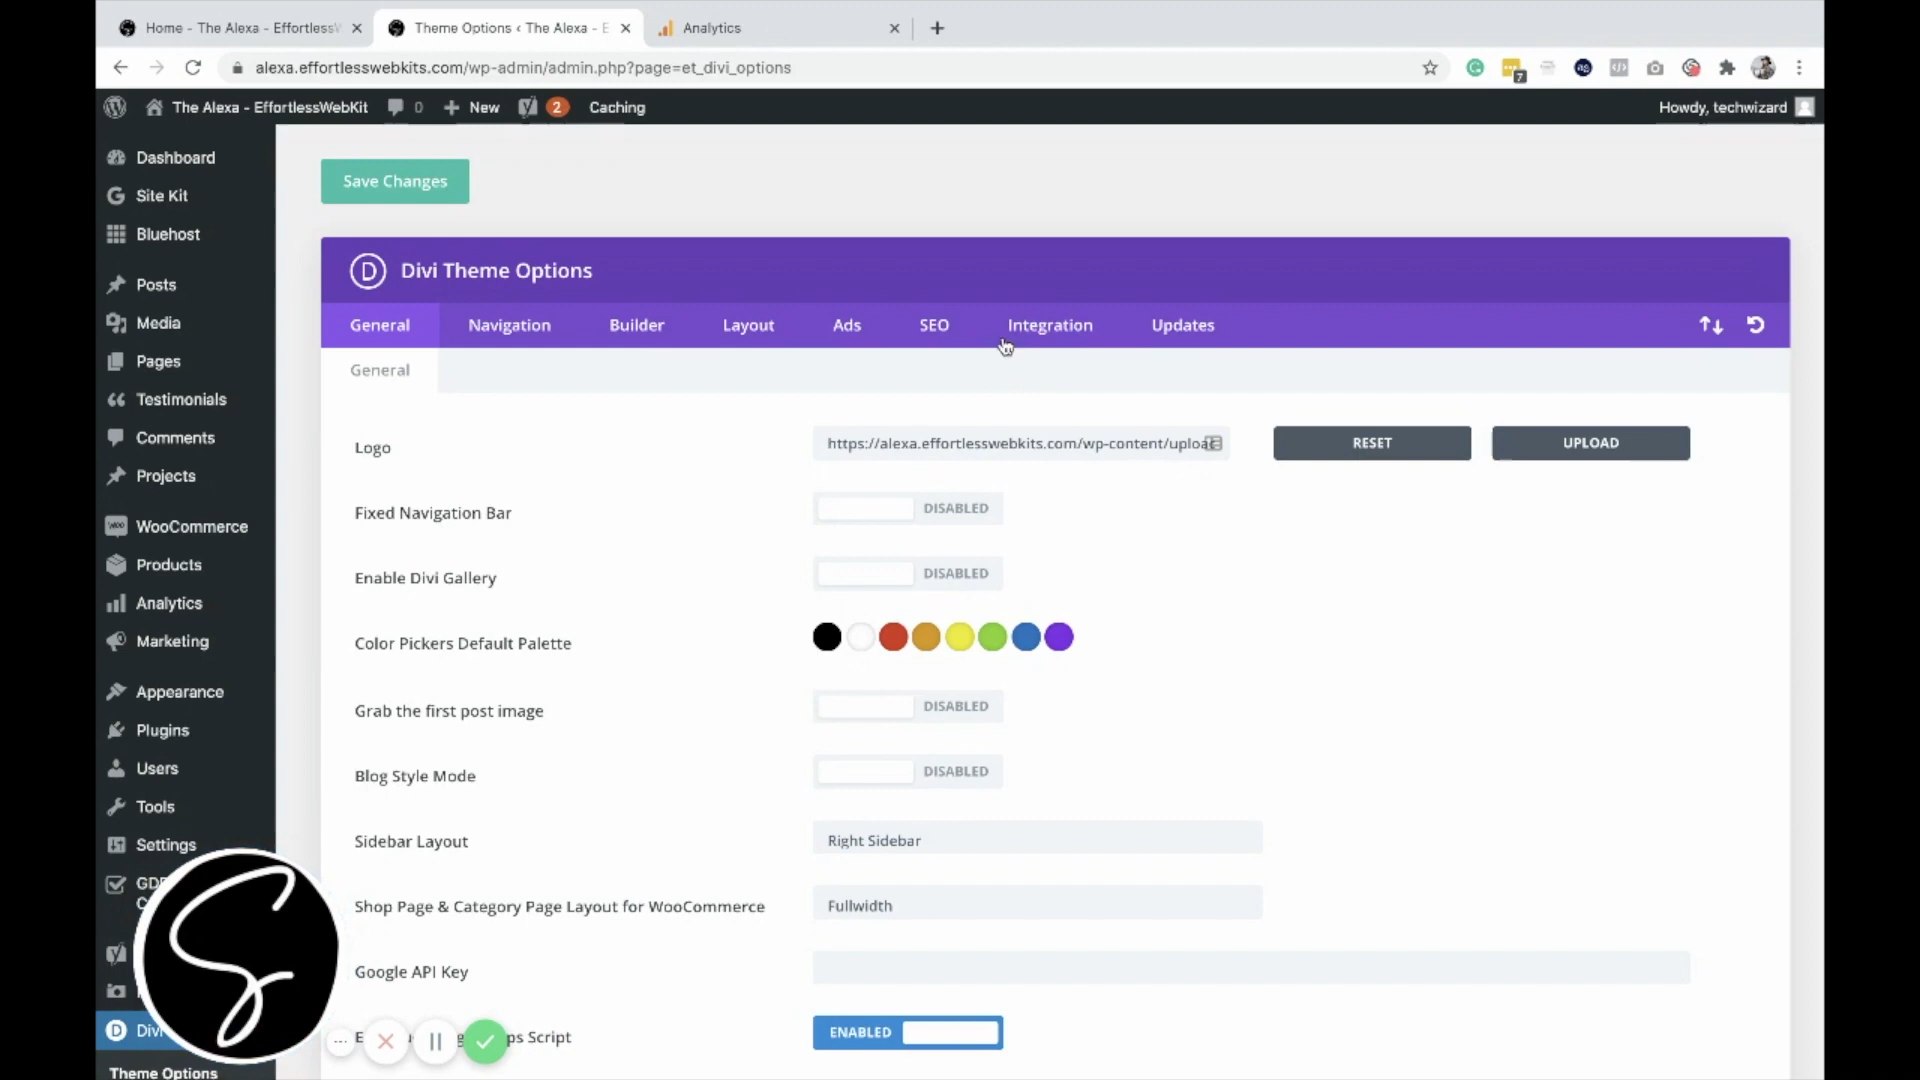 Home - The Alexa - Effortless
Theme Options ‹ The Alexa - E
Analytics
alexa.effortlesswebkits.com/wp-admin/admin.php?page=et_divi_options
7
The Alexa - EffortlessWebKit
0
New
2
Caching
Howdy, techwizard
Dashboard
Site Kit
Bluehost
Posts
Media
Pages
Testimonials
Comments
Projects
WooCommerce
Products
Analytics
Marketing
Appearance
Plugins
Users
Tools
Settings
Divi
Theme Options
Save Changes
D
Divi Theme Options
General
Navigation
Builder
Layout
Ads
SEO
Integration
Updates
General
Logo
https://alexa.effortlesswebkits.com/wp-content/upload
RESET
UPLOAD
Fixed Navigation Bar
DISABLED
Enable Divi Gallery
DISABLED
Color Pickers Default Palette
Grab the first post image
DISABLED
Blog Style Mode
DISABLED
Sidebar Layout
Right Sidebar
Shop Page & Category Page Layout for WooCommerce
Fullwidth
Google API Key
Script
ENABLED